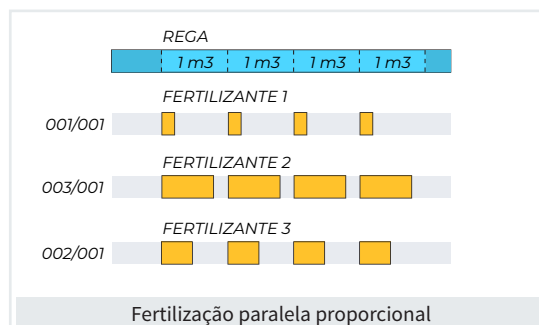 REGA
1 m3 1 m3 1 m3 1 m3
FERTILIZANTE 1
001/001
FERTILIZANTE 2
003/001
FERTILIZANTE 3
002/001
Fertilização paralela proporcional